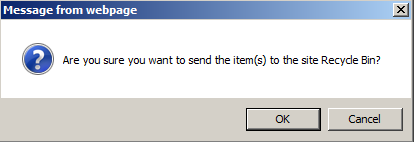 Message from webpage
Are you sure you want to send the item(s) to the site Recycle Bin?
OK
Cancel